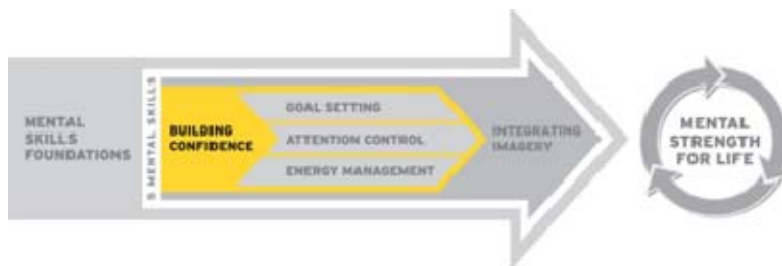 MENTAL
SKILLS
FOUNDATIONS
5 MENTAL SKILLS
BUILDING
CONFIDENCE
GOAL SETTING
ATTENTION CONTROL
ENERGY MANAGEMENT
INTEGRATING
IMAGERY
MENTAL
STRENGTH
FOR LIFE